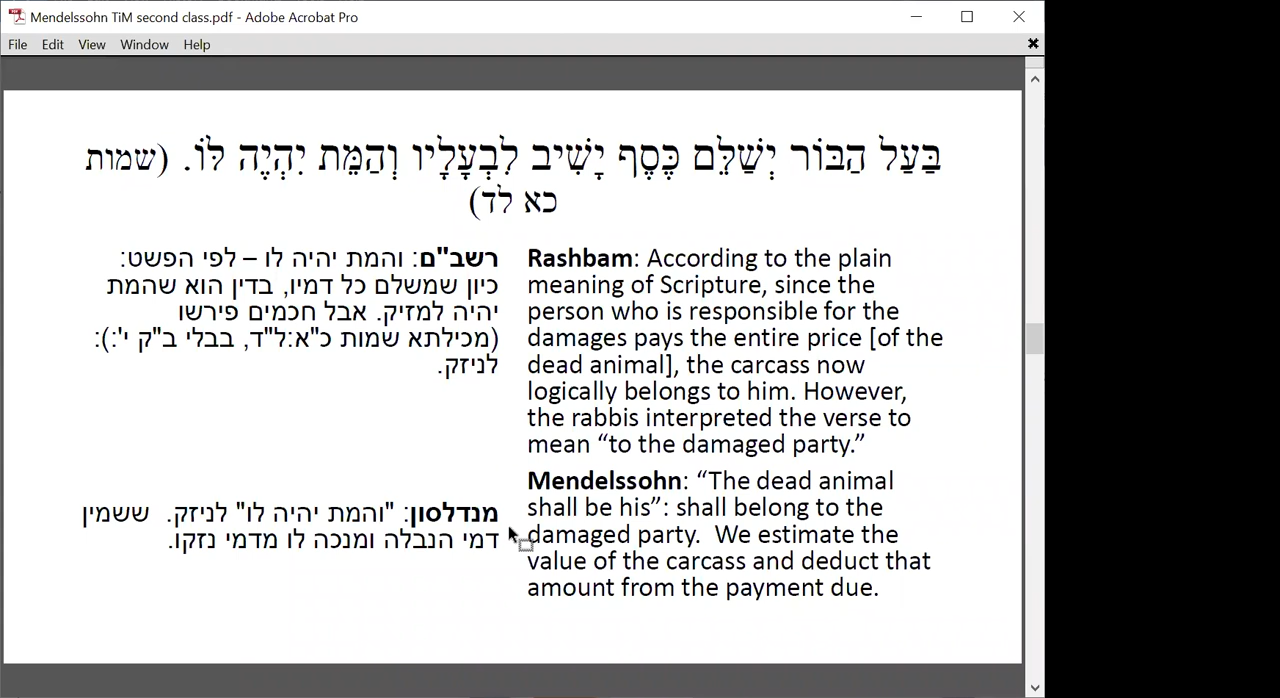 Mendelssohn TiM second class.pdf - Adobe Acrobat Pro
File Edit View Window Help
בַּעַל הַבּוֹר יְשַׁלֵּם כֶּסֶף יָשִׁיב לִבְעָלָיו וְהַמֵּת יִהְיֶה לּוֹ. (שמות
כא לד)
רשב"ם: והמת יהיה לו – לפי הפשט:
כיון שמשלם כל דמיו, בדין הוא שהמת
יהיה למזיק. אבל חכמים פירשו
(מכילתא שמות כ"א:ל"ד, בבלי ב"ק י':):
לניזק.
מנדלסון: "והמת יהיה לו" לניזק. ששמין
דמי הנבלה ומנכה לו מדמי נזקו.
Rashbam: According to the plain
meaning of Scripture, since the
person who is responsible for the
damages pays the entire price [of the
dead animal], the carcass now
logically belongs to him. However,
the rabbis interpreted the verse to
mean “to the damaged party.”
Mendelssohn: “The dead animal
shall be his”: shall belong to the
damaged party. We estimate the
value of the carcass and deduct that
amount from the payment due.